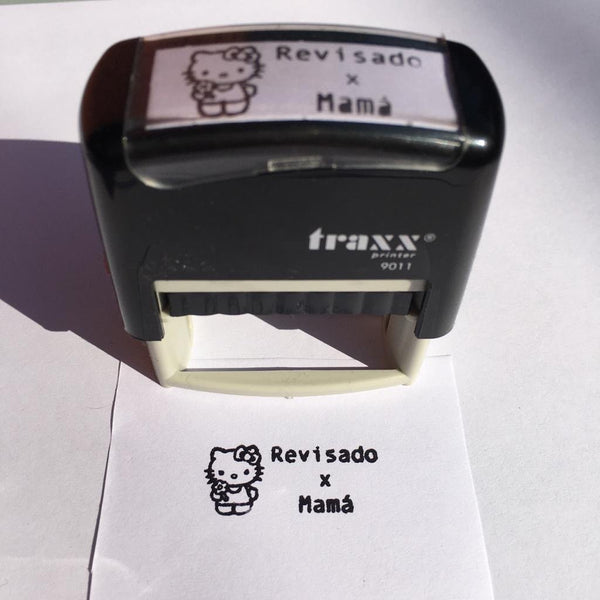 Revisado
x
Mamá
traxx®
printer
9011
Revisado
x
Mamá